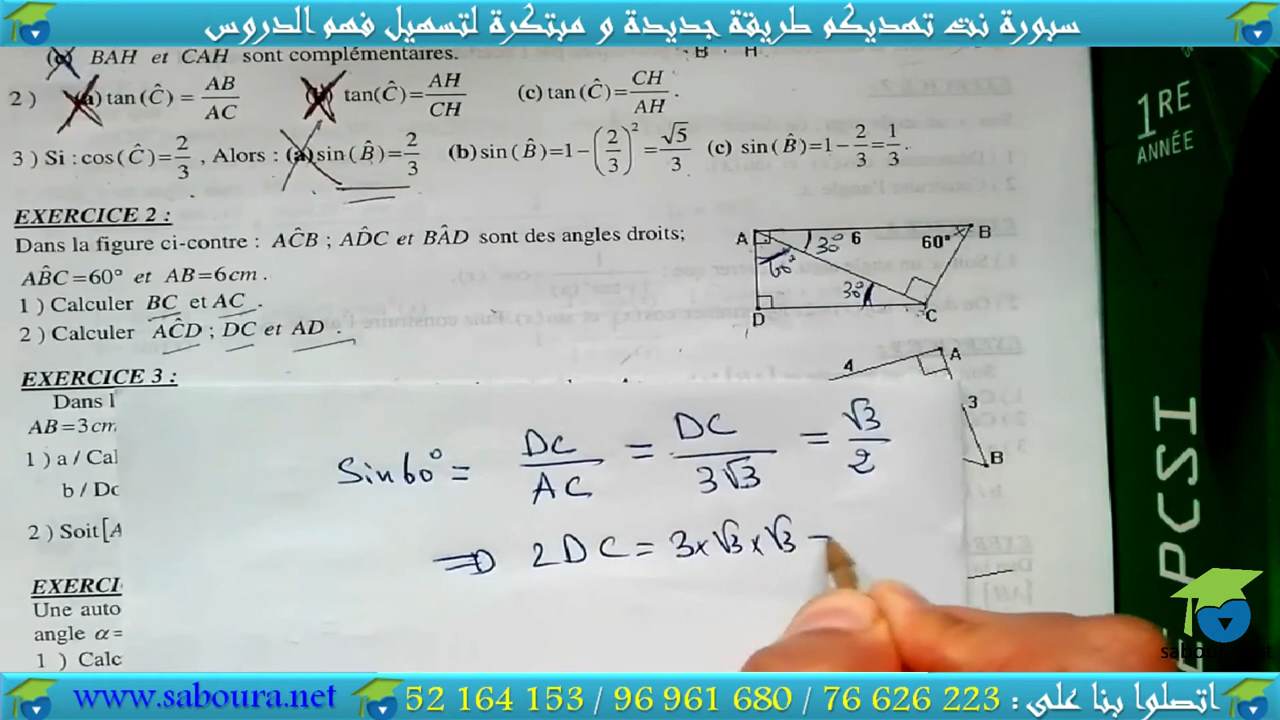 سبورة نت تهديكم طريقة جديدة و مبتكرة لتسهيل فهم الدروس
(c) BAH et CAH sont complémentaires.
B H
2 ) (a) tan (Ĉ) = AB/AC (b) tan(Ĉ)= AH/CH (c) tan(Ĉ)= CH/AH .
3 ) Si : cos(Ĉ)= 2/3 , Alors : (a) sin(B̂)= 2/3 (b) sin (B̂)=1−(2/3)²= √5/3 (c) sin(B̂)=1− 2/3 = 1/3 .
EXERCICE 2 :
Dans la figure ci-contre : AĈB ; AD̂C et BÂD sont des angles droits;
AB̂C=60° et AB=6cm .
1 ) Calculer BC et AC .
2 ) Calculer AĈD ; DC et AD .
A 30° 6 60° B
60°
30°
D C
EXERCICE 3 :
4 A
Dans l
3
AB=3cm
1 ) a / Cal
B
b / Do
2 ) Soit [A
Sin 60° = DC/AC = DC/3√3 = √3/2
⇒ 2DC = 3×√3×√3
EXERCI
Une auto
angle α=
1 ) Calc
1RE
ANNÉE
EPCSI
sabour
www.saboura.net
52 164 153 / 96 961 680 / 76 626 223 : اتصلوا بنا على